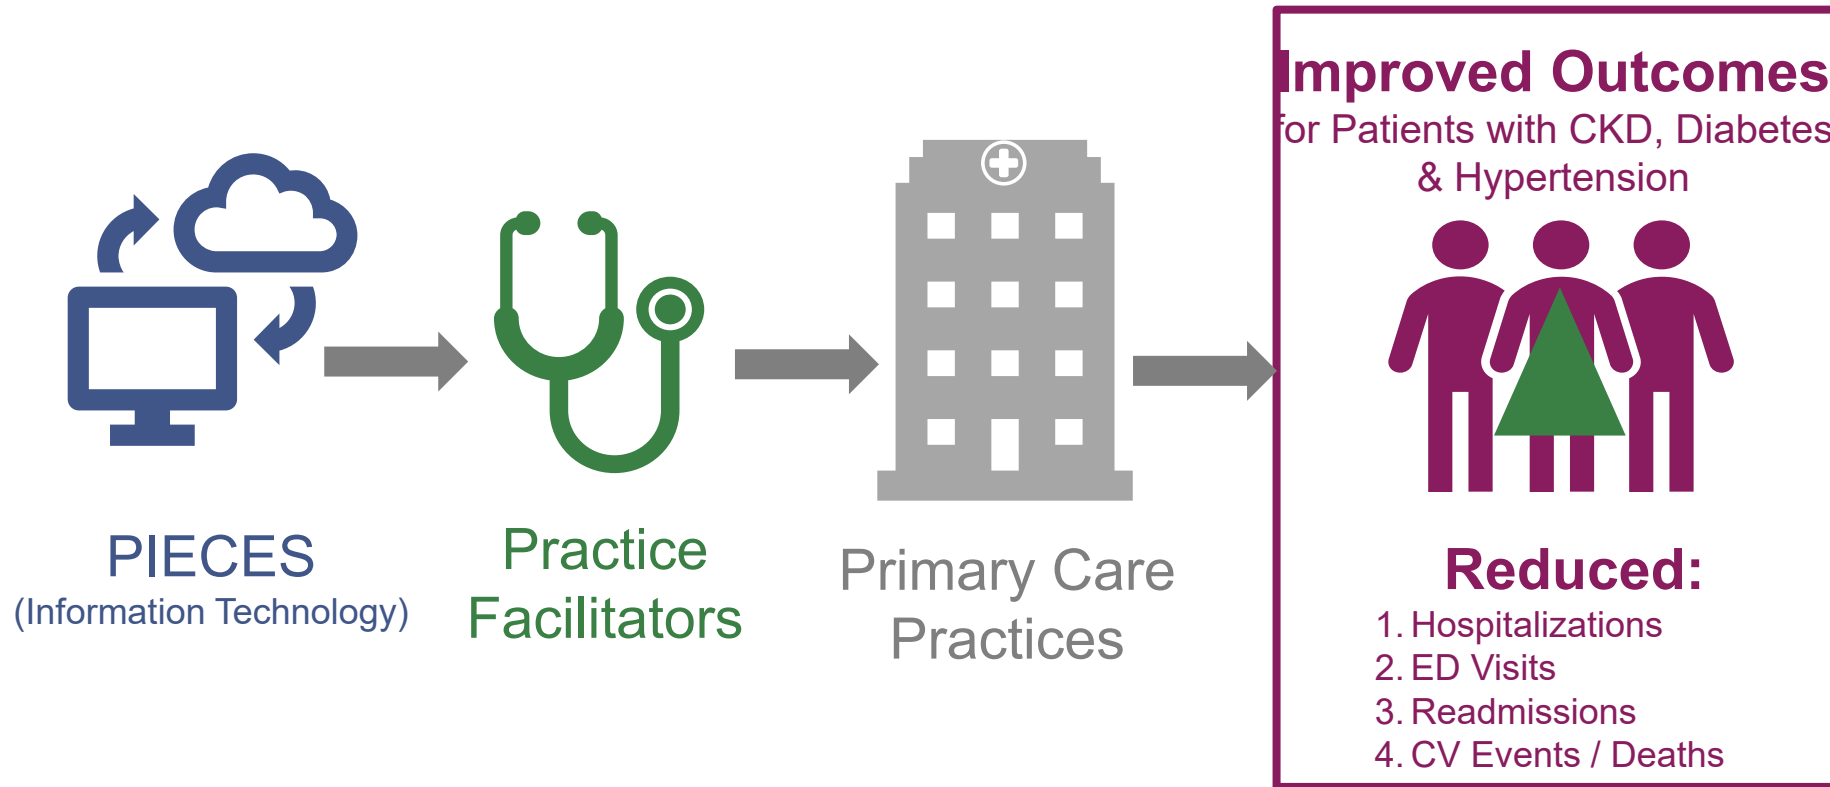 PIECES
(Information Technology)
Practice
Facilitators
Primary Care
Practices
Improved Outcomes
for Patients with CKD, Diabetes
& Hypertension
Reduced:
1. Hospitalizations
2. ED Visits
3. Readmissions
4. CV Events / Deaths